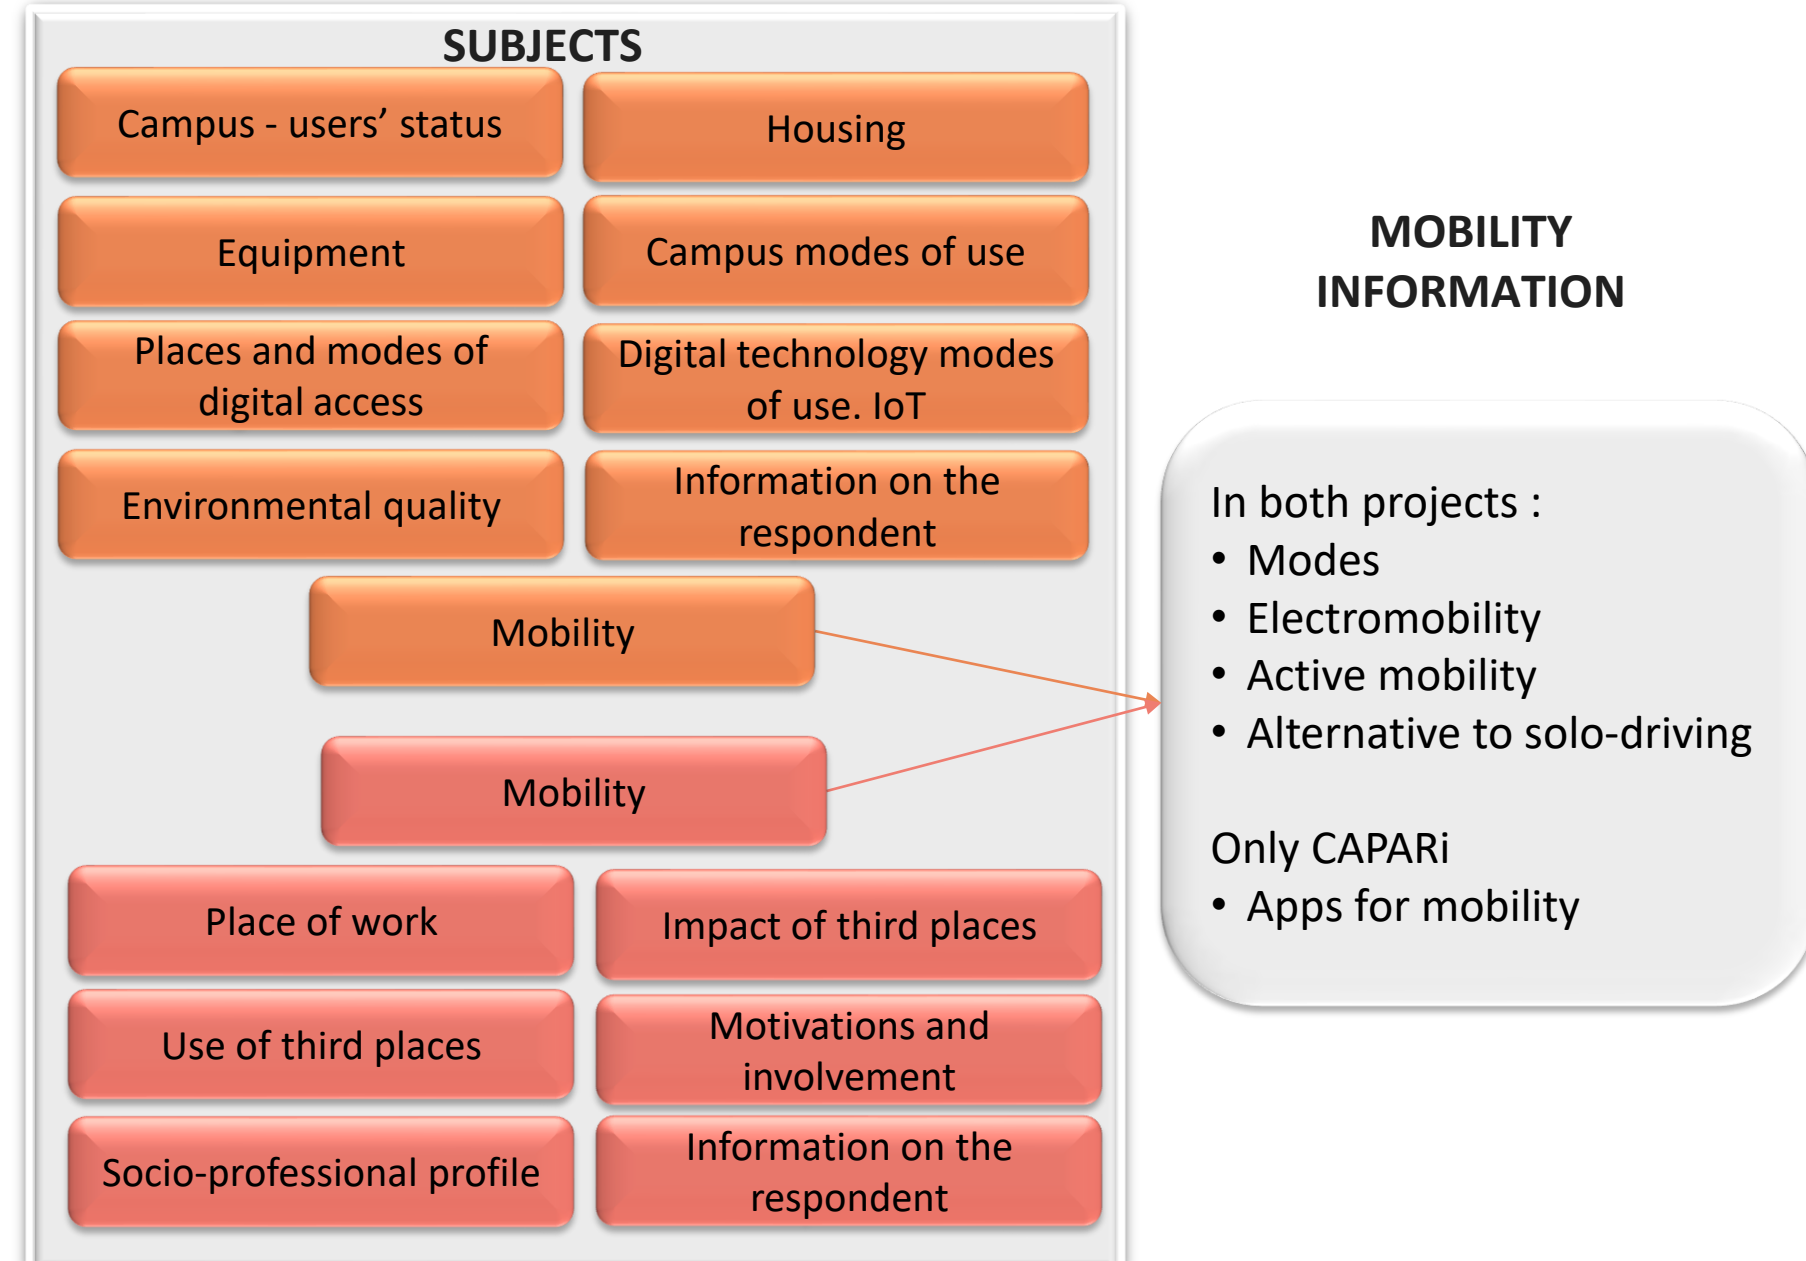 SUBJECTS
Campus - users’ status
Housing
Equipment
Campus modes of use
Places and modes of
digital access
Digital technology modes
of use. IoT
Environmental quality
Information on the
respondent
Mobility
Mobility
Place of work
Impact of third places
Use of third places
Motivations and
involvement
Socio-professional profile
Information on the
respondent
MOBILITY
INFORMATION
In both projects :
• Modes
• Electromobility
• Active mobility
• Alternative to solo-driving
Only CAPARi
• Apps for mobility